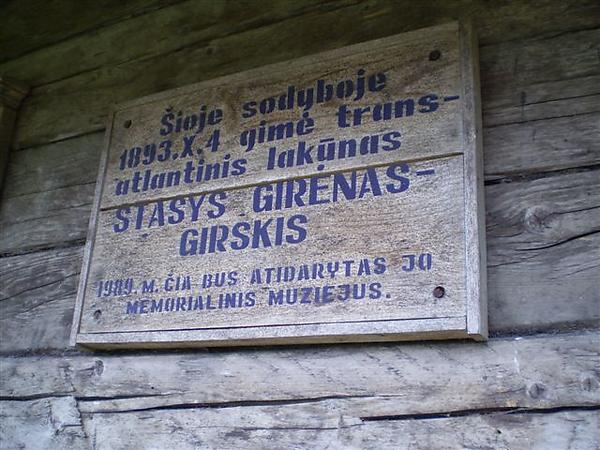 Šioje sodyboje
1893.X.4 gimė trans-
atlantinis lakūnas
STASYS GIRĖNAS-
GIRSKIS
1989. M. ČIA BUS ATIDARYTAS JO
MEMORIALINIS MUZIEJUS.